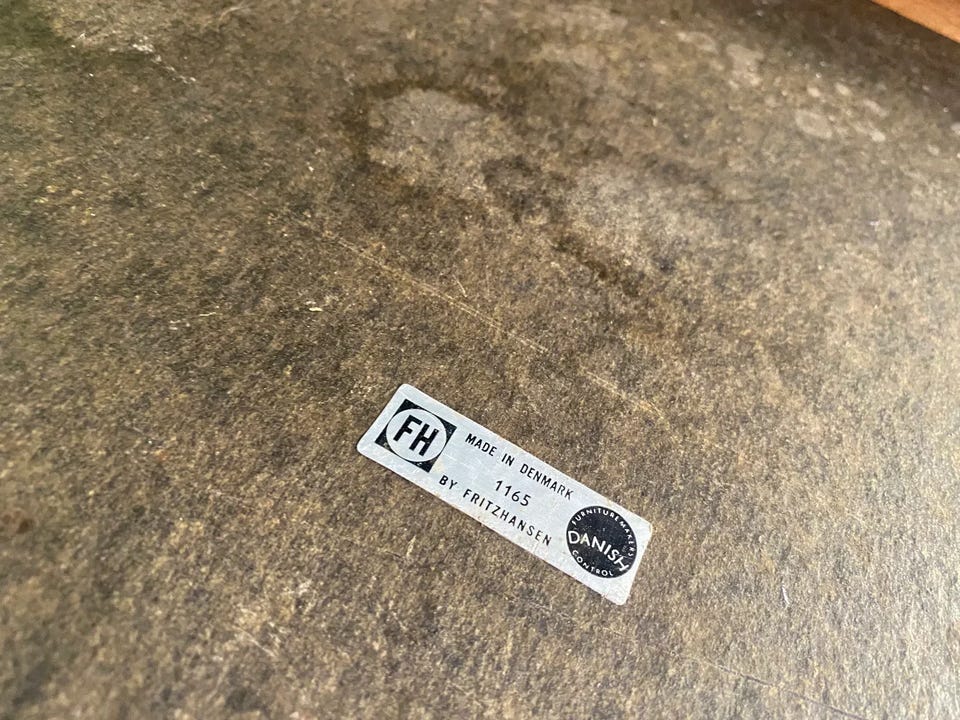 FH
MADE IN DENMARK
1165
BY FRITZHANSEN
FURNITUREMAKERS
DANISH
CONTROL